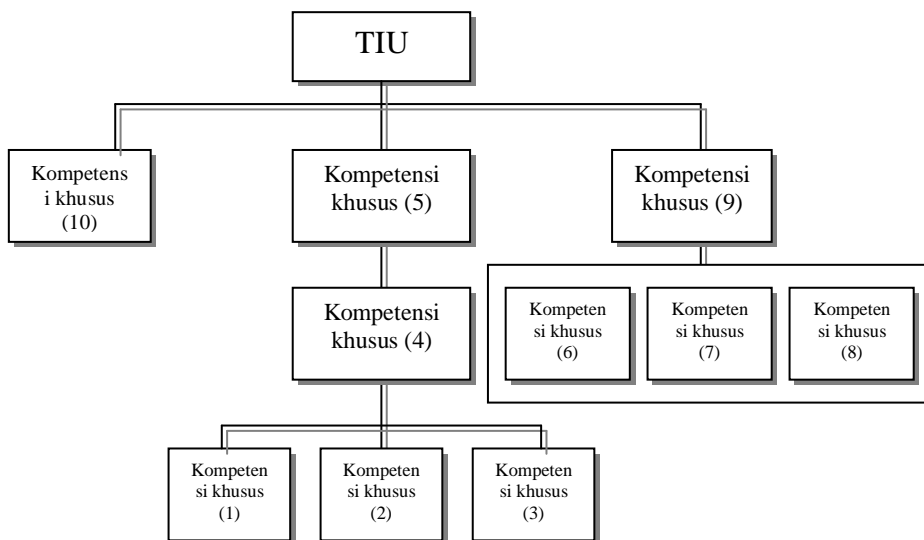 TIU
Kompetens
i khusus
(10)
Kompetensi
khusus (5)
Kompetensi
khusus (9)
Kompetensi
khusus (4)
Kompeten
si khusus
(6)
Kompeten
si khusus
(7)
Kompeten
si khusus
(8)
Kompeten
si khusus
(1)
Kompeten
si khusus
(2)
Kompeten
si khusus
(3)